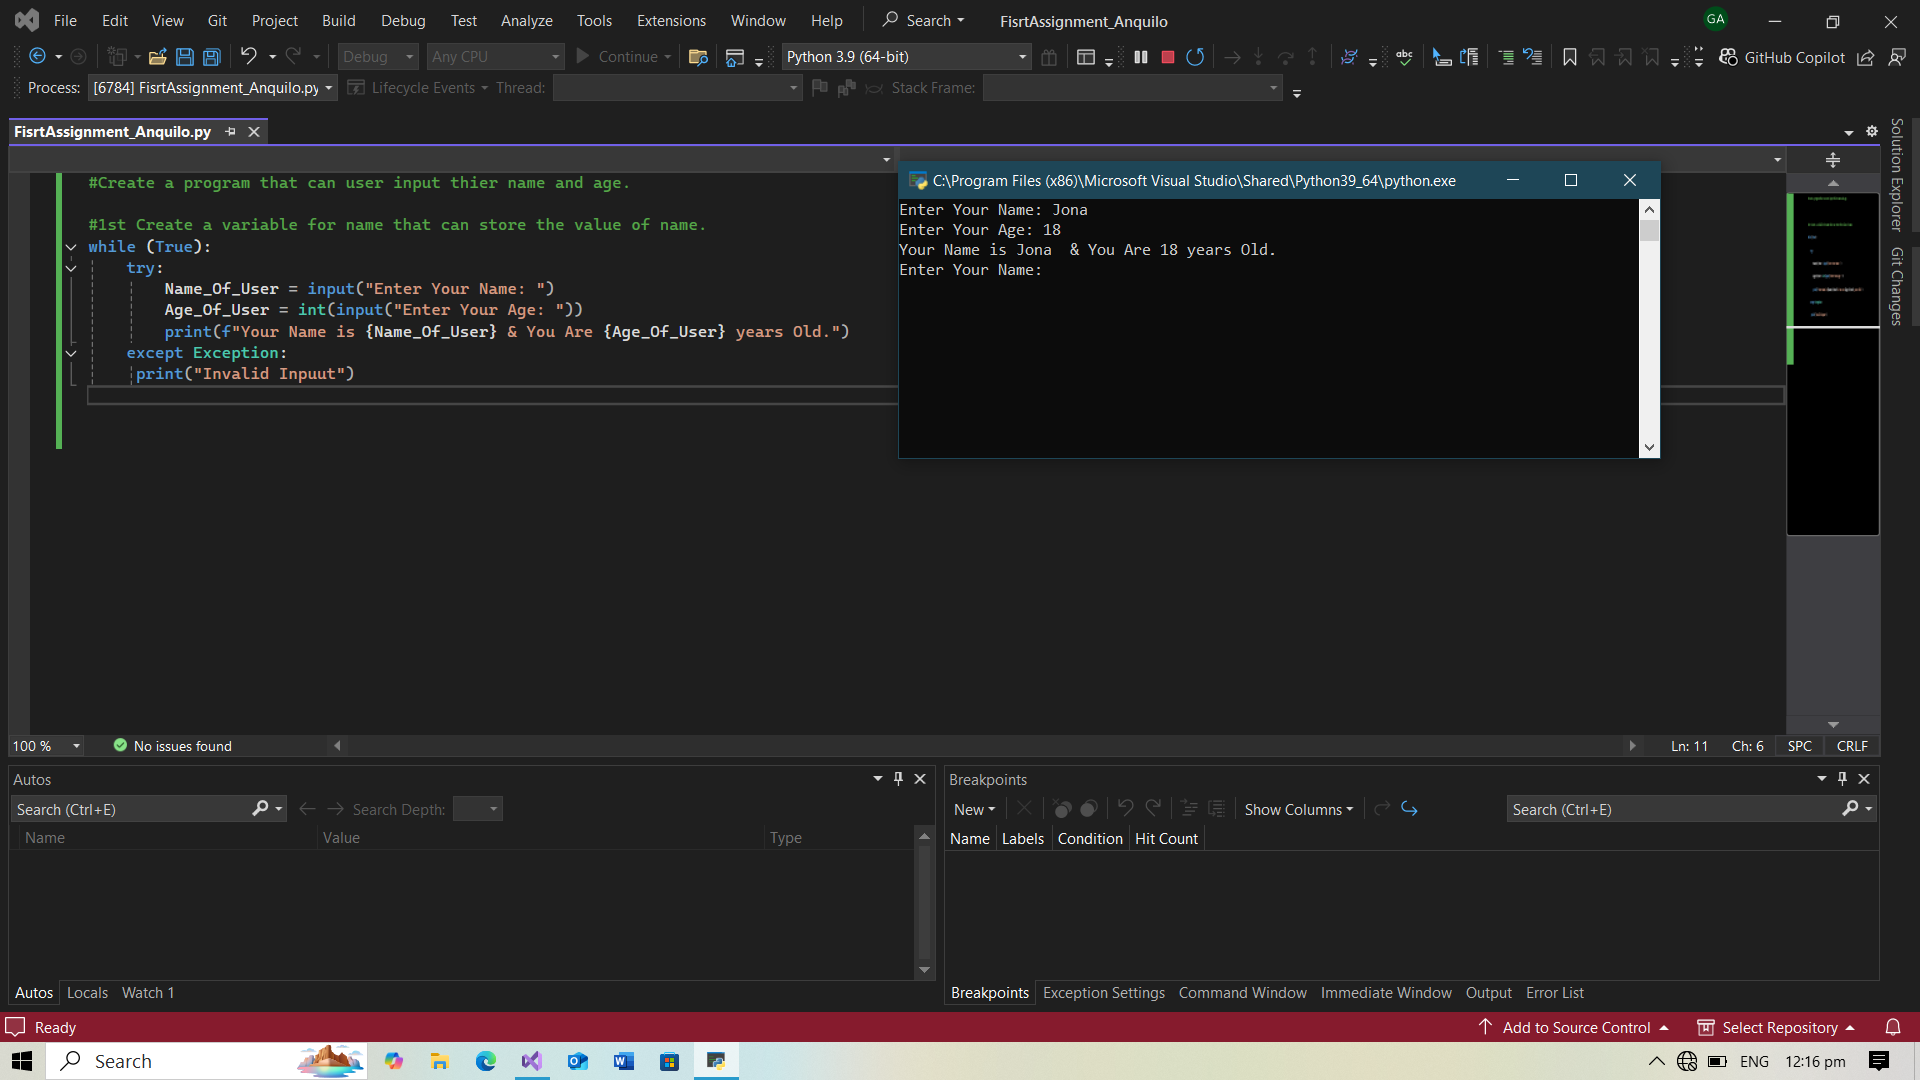 File Edit View Git Project Build Debug Test Analyze Tools Extensions Window Help Search FisrtAssignment_Anquilo GA
Debug Any CPU Continue Python 3.9 (64-bit) abc GitHub Copilot
Process: [6784] FisrtAssignment_Anquilo.py Lifecycle Events Thread: Stack Frame:
FisrtAssignment_Anquilo.py
#Create a program that can user input thier name and age.
#1st Create a variable for name that can store the value of name.
while (True):
try:
Name_Of_User = input("Enter Your Name: ")
Age_Of_User = int(input("Enter Your Age: "))
print(f"Your Name is {Name_Of_User} & You Are {Age_Of_User} years Old.")
except Exception:
print("Invalid Inpuut")
C:\Program Files (x86)\Microsoft Visual Studio\Shared\Python39_64\python.exe
Enter Your Name: Jona
Enter Your Age: 18
Your Name is Jona  & You Are 18 years Old.
Enter Your Name:
Solution Explorer
Git Changes
100 % No issues found Ln: 11 Ch: 6 SPC CRLF
Autos
Search (Ctrl+E) Search Depth:
Name Value Type
Autos Locals Watch 1
Breakpoints
New Show Columns Search (Ctrl+E)
Name Labels Condition Hit Count
Breakpoints Exception Settings Command Window Immediate Window Output Error List
Ready Add to Source Control Select Repository
Search ENG 12:16 pm